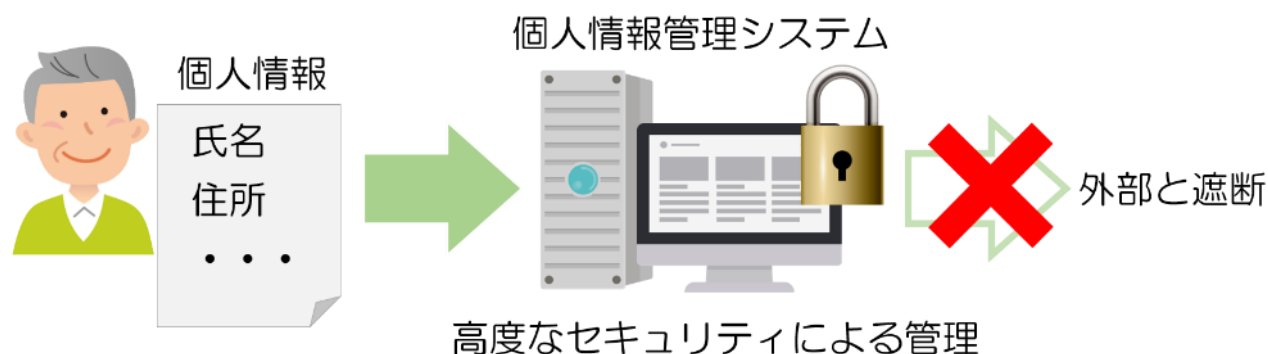 個人情報管理システム
個人情報
氏名
住所
・・・
外部と遮断
高度なセキュリティによる管理